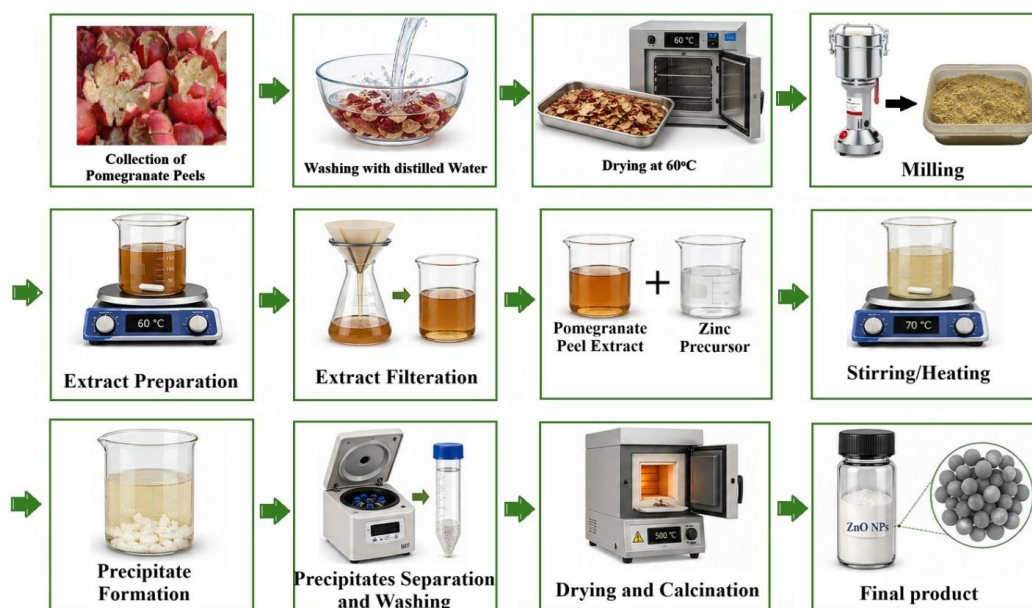 Collection of
Pomegranate Peels
Washing with distilled Water
60 °C
Drying at 60°C
Milling
60 °C
Extract Preparation
Extract Filteration
+
Pomegranate
Peel Extract
Zinc
Precursor
70 °C
Stirring/Heating
Precipitate
Formation
Precipitates Separation
and Washing
500 °C
Drying and Calcination
ZnO NPs
Final product